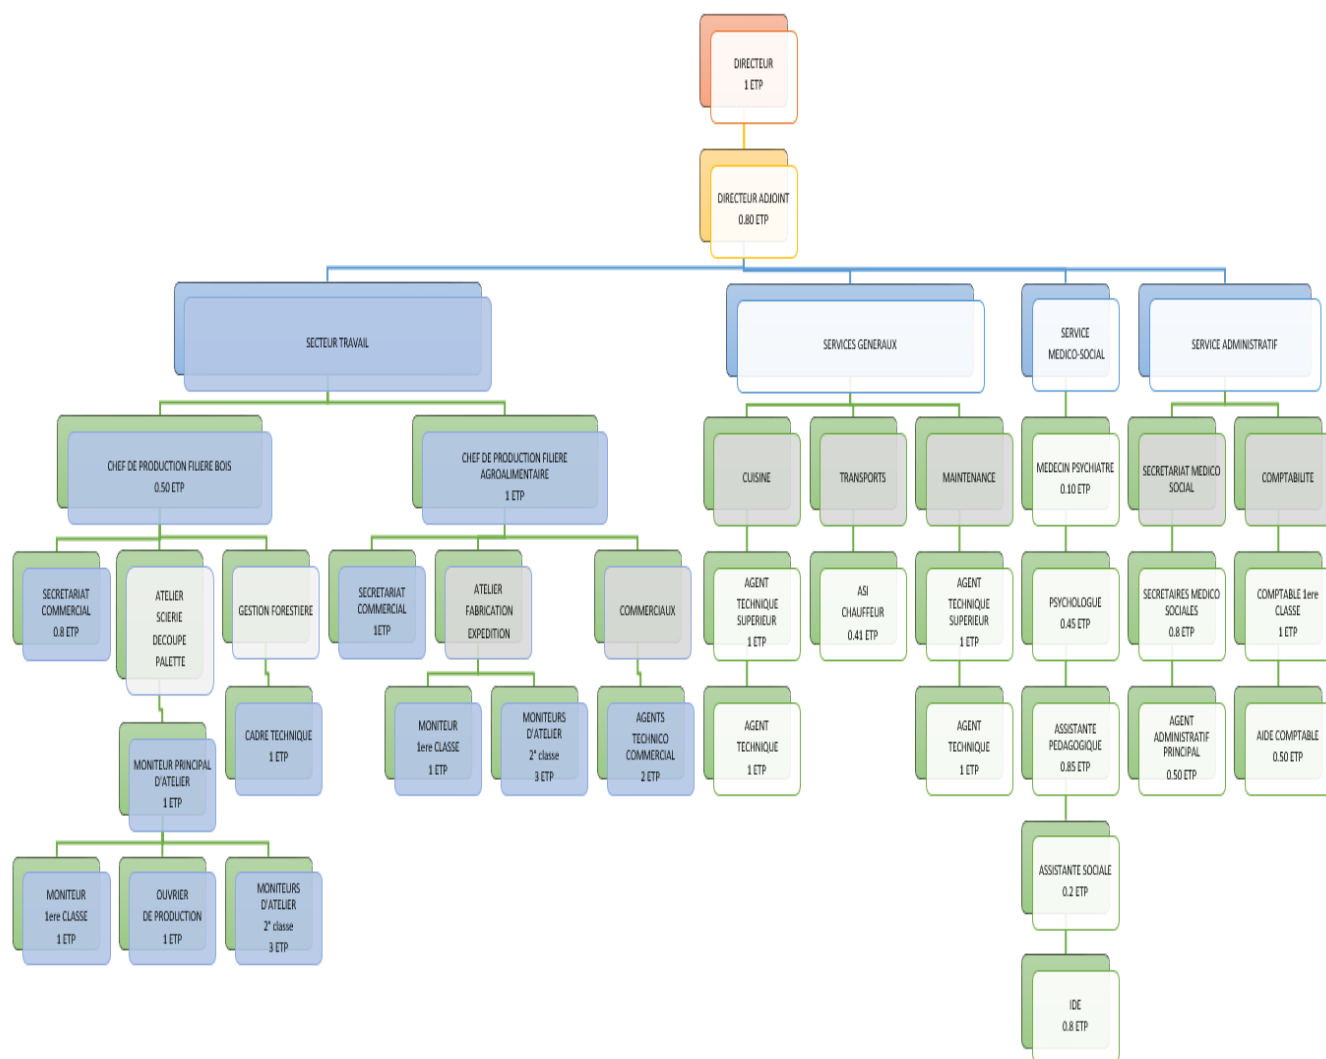 DIRECTEUR
1 ETP
DIRECTEUR ADJOINT
0.80 ETP
SECTEUR TRAVAIL
SERVICES GENERAUX
SERVICE
MEDICO-SOCIAL
SERVICE ADMINISTRATIF
CHEF DE PRODUCTION FILIERE BOIS
0.50 ETP
CHEF DE PRODUCTION FILIERE
AGROALIMENTAIRE
1 ETP
CUISINE
TRANSPORTS
MAINTENANCE
MEDECIN PSYCHIATRE
0.10 ETP
SECRETARIAT MEDICO
SOCIAL
COMPTABILITE
SECRETARIAT
COMMERCIAL
0.8 ETP
ATELIER
SCIERIE
DECOUPE
PALETTE
GESTION FORESTIERE
SECRETARIAT
COMMERCIAL
1ETP
ATELIER
FABRICATION
EXPEDITION
COMMERCIAUX
AGENT
TECHNIQUE
SUPERIEUR
1 ETP
ASI
CHAUFFEUR
0.41 ETP
AGENT
TECHNIQUE
SUPERIEUR
1 ETP
PSYCHOLOGUE
0.45 ETP
SECRETAIRES MEDICO
SOCIALES
0.8 ETP
COMPTABLE 1ere
CLASSE
1 ETP
MONITEUR PRINCIPAL
D'ATELIER
1 ETP
CADRE TECHNIQUE
1 ETP
MONITEUR
1ere CLASSE
1 ETP
MONITEURS
D'ATELIER
2° classe
3 ETP
AGENTS
TECHNICO
COMMERCIAL
2 ETP
AGENT
TECHNIQUE
1 ETP
AGENT
TECHNIQUE
1 ETP
ASSISTANTE
PEDAGOGIQUE
0.85 ETP
AGENT
ADMINISTRATIF
PRINCIPAL
0.50 ETP
AIDE COMPTABLE
0.50 ETP
MONITEUR
1ere CLASSE
1 ETP
OUVRIER
DE PRODUCTION
1 ETP
MONITEURS
D'ATELIER
2° classe
3 ETP
ASSISTANTE SOCIALE
0.2 ETP
IDE
0.8 ETP